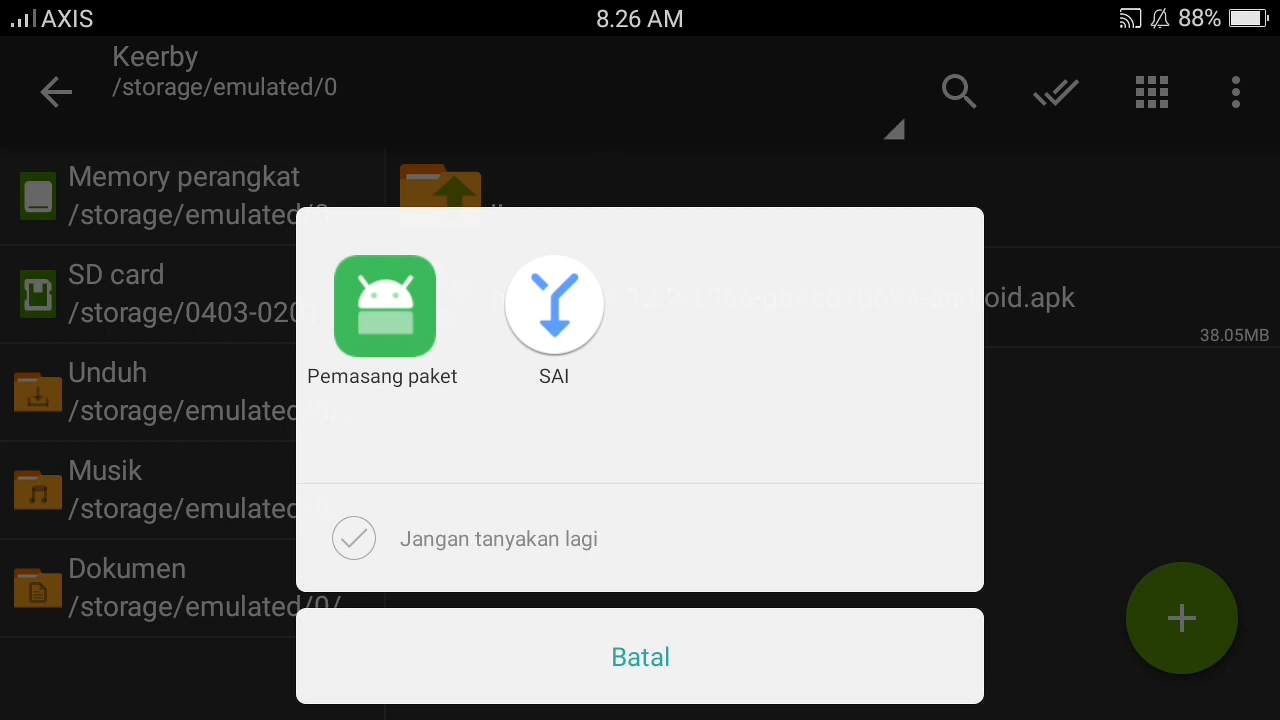 AXIS
8.26 AM
88%
Keerby
/storage/emulated/0
Memory perangkat
/storage/emulated/0
SD card
/storage/0403-020
Unduh
/storage/emulated
Musik
/storage/emulated
Dokumen
/storage/emulated/0/
..
38.05MB
Pemasang paket
SAI
Jangan tanyakan lagi
Batal